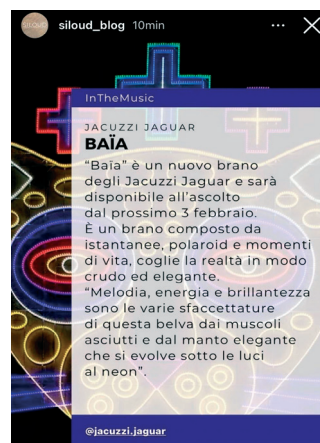 SILOUD
siloud_blog 10min
InTheMusic
JACUZZI JAGUAR
BAÏA
“Baïa” è un nuovo brano
degli Jacuzzi Jaguar e sarà
disponibile all’ascolto
dal prossimo 3 febbraio.
È un brano composto da
istantanee, polaroid e momenti
di vita, coglie la realtà in modo
crudo ed elegante.
“Melodia, energia e brillantezza
sono le varie sfaccettature
di questa belva dai muscoli
asciutti e dal manto elegante
che si evolve sotto le luci
al neon”.
@jacuzzi.jaguar